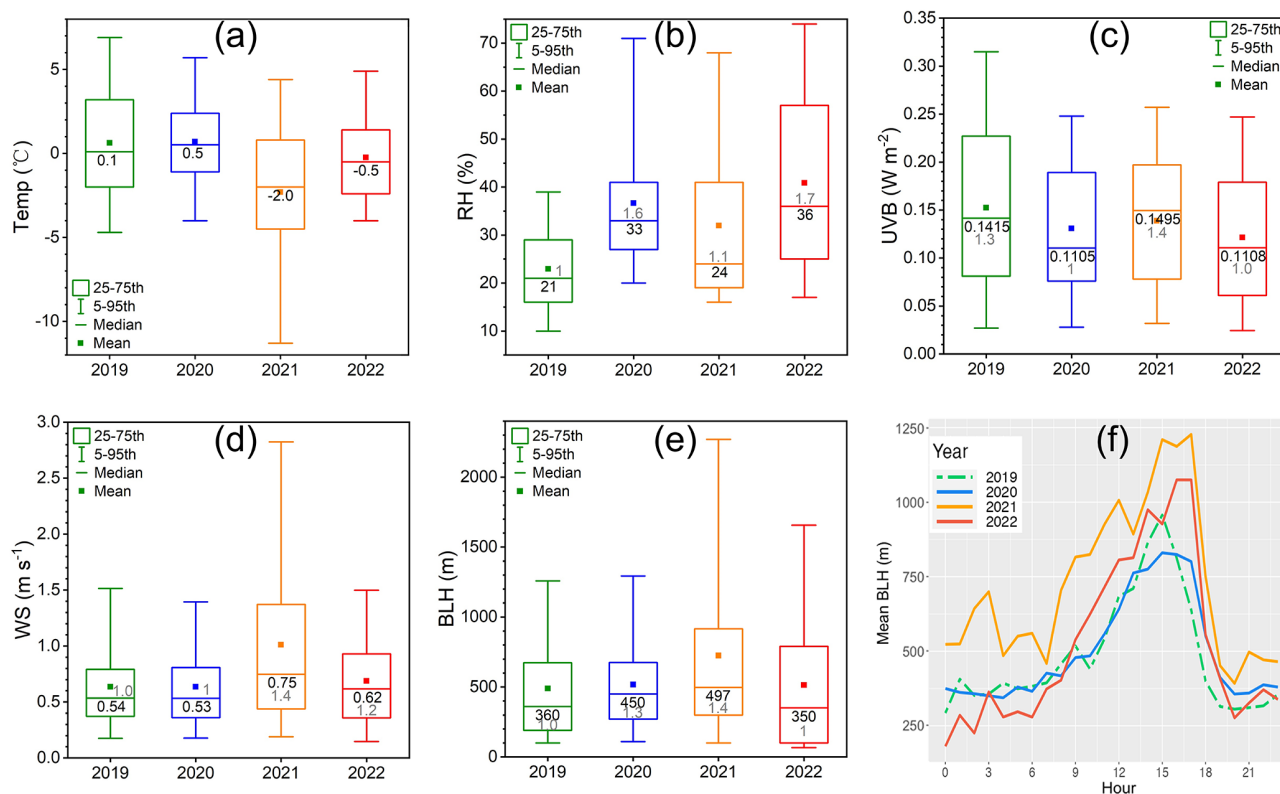 (a)
25-75th
5-95th
Median
Mean
Temp (℃)
5
0
-5
-10
0.1
0.5
-2.0
-0.5
2019 2020 2021 2022
(b)
25-75th
5-95th
Median
Mean
RH (%)
70
60
50
40
30
20
10
1
21
1.6
33
1.1
24
1.7
36
2019 2020 2021 2022
(c)
25-75th
5-95th
Median
Mean
UVB (W m-2)
0.35
0.30
0.25
0.20
0.15
0.10
0.05
0.00
0.1415
1.3
0.1105
1
0.1495
1.4
0.1108
1.0
2019 2020 2021 2022
(d)
25-75th
5-95th
Median
Mean
WS (m s-1)
3.0
2.5
2.0
1.5
1.0
0.5
0.0
1.0
0.54
1
0.53
0.75
1.4
0.62
1.2
2019 2020 2021 2022
(e)
25-75th
5-95th
Median
Mean
BLH (m)
2000
1500
1000
500
0
360
1.0
450
1.3
497
1.4
350
1
2019 2020 2021 2022
(f)
Year
2019
2020
2021
2022
Mean BLH (m)
1250
1000
750
500
250
0 3 6 9 12 15 18 21
Hour